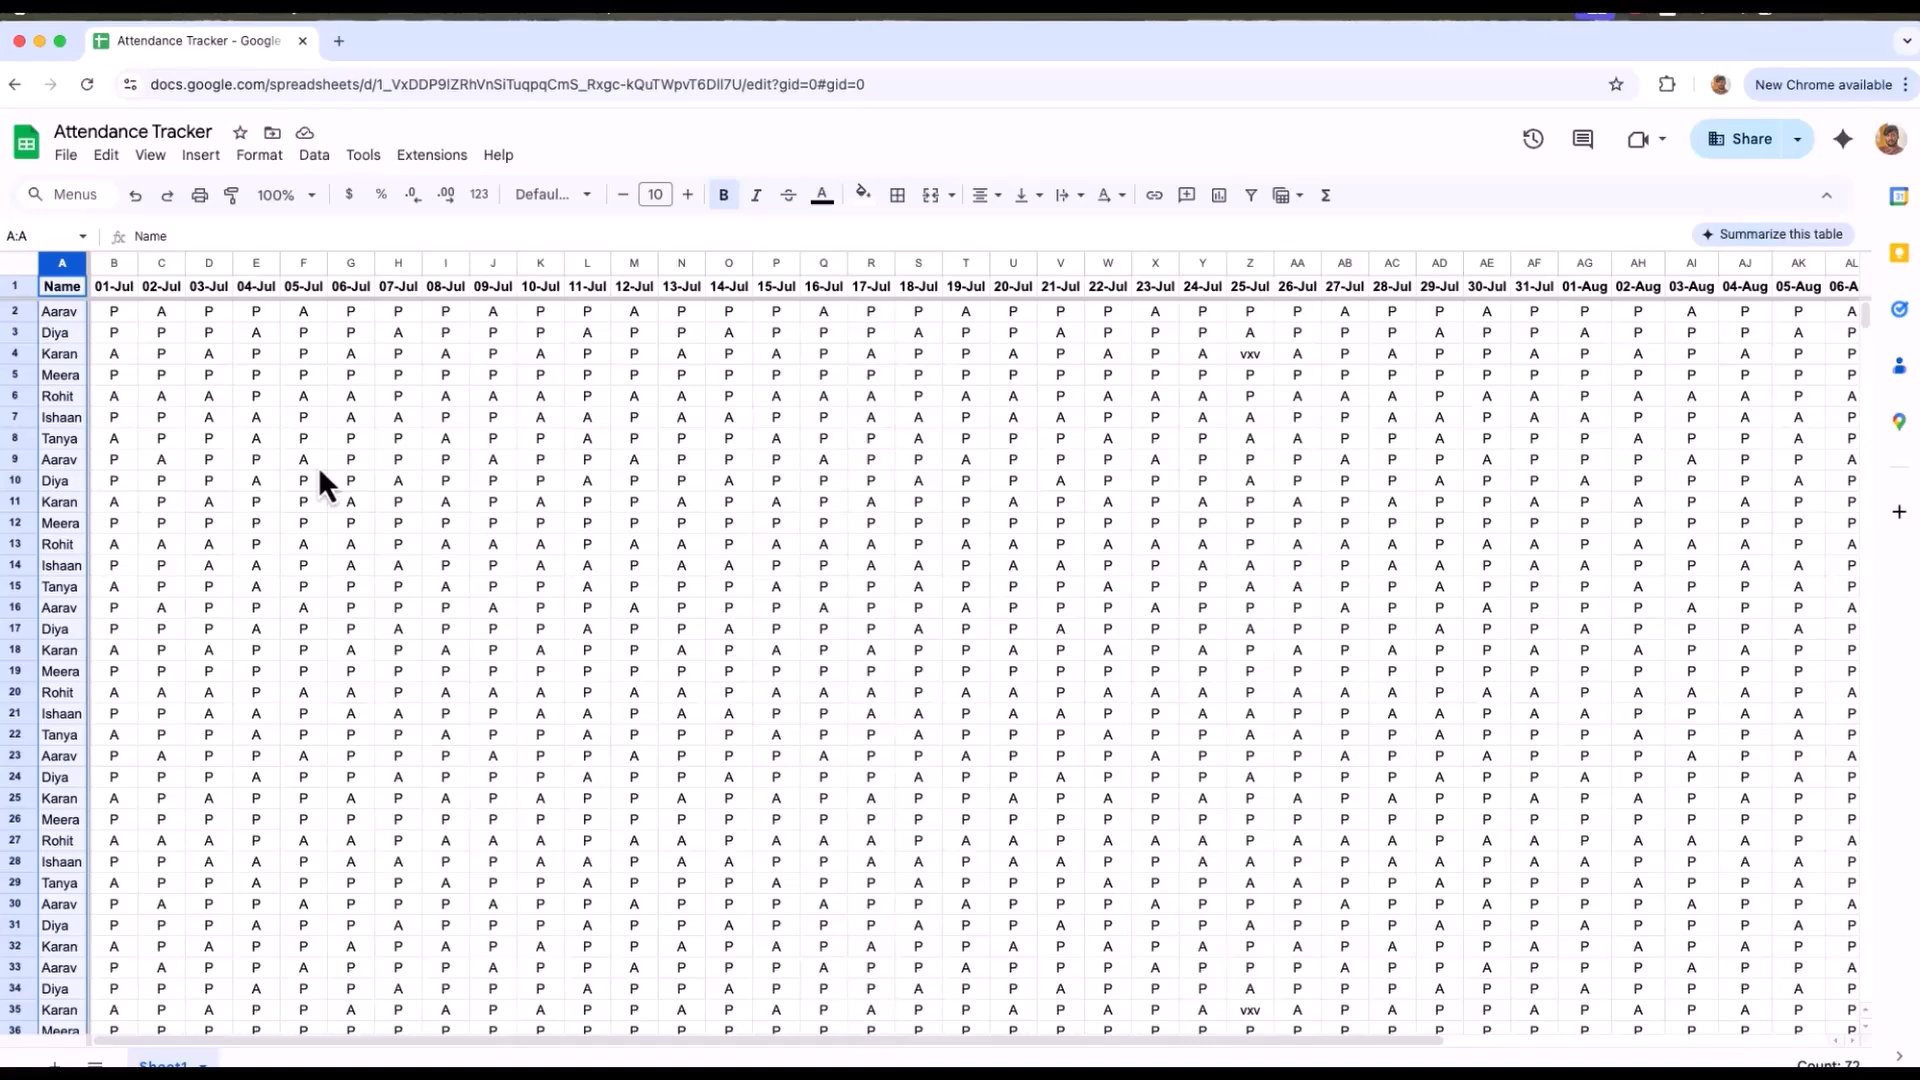 Attendance Tracker - Google
docs.google.com/spreadsheets/d/1_VxDDP9IZRhVnSiTuqpqCmS_Rxgc-kQuTWpvT6Dll7U/edit?gid=0#gid=0
New Chrome available
Attendance Tracker
File Edit View Insert Format Data Tools Extensions Help
Share
Menus 100% $ % .0 .00 123 Defaul... 10 B I A
A:A fx Name
Summarize this table
A B C D E F G H I J K L M N O P Q R S T U V W X Y Z AA AB AC AD AE AF AG AH AI AJ AK AL
1 Name 01-Jul 02-Jul 03-Jul 04-Jul 05-Jul 06-Jul 07-Jul 08-Jul 09-Jul 10-Jul 11-Jul 12-Jul 13-Jul 14-Jul 15-Jul 16-Jul 17-Jul 18-Jul 19-Jul 20-Jul 21-Jul 22-Jul 23-Jul 24-Jul 25-Jul 26-Jul 27-Jul 28-Jul 29-Jul 30-Jul 31-Jul 01-Aug 02-Aug 03-Aug 04-Aug 05-Aug 06-A
2 Aarav P A P P A P P P A P P A P P P A P P A P P P A P P P A P P A P P P A P P A
3 Diya P P P A P P A P P P A P P A P P P A P P A P P P A P P P A P P A P P P A P
4 Karan A P A P P A P A P A P P A P A P A P P A P A P A vxv A P A P P A P A P A P P
5 Meera P P P P P P P P P P P P P P P P P P P P P P P P P P P P P P P P P P P P P
6 Rohit A A A P A A P A A A P A A P A A A P A A P A A A P A A A P A A P A A A P A
7 Ishaan P P A A P A A P P A A P A A P P A A P A A P P A A P P A A P A A P P A A P
8 Tanya A P P A P P P A P P A P P P A P P A P P P A P P A A P P A P P P A P P A P
9 Aarav P A P P A P P P A P P A P P P A P P A P P P A P P P A P P A P P P A P P A
10 Diya P P P A P P A P P P A P P A P P P A P P A P P P A P P P A P P A P P P A P
11 Karan A P A P P A P A P A P P A P A P A P P A P A P A P A P A P P A P A P A P P
12 Meera P P P P P P P P P P P P P P P P P P P P P P P P P P P P P P P P P P P P P
13 Rohit A A A P A A P A A A P A A P A A A P A A P A A A P A A A P A A P A A A P A
14 Ishaan P P A A P A A P P A A P A A P P A A P A A P P A A P P A A P A A P P A A P
15 Tanya A P P A P P P A P P A P P P A P P A P P P A P P A A P P A P P P A P P A P
16 Aarav P A P P A P P P A P P A P P P A P P A P P P A P P P A P P A P P P A P P A
17 Diya P P P A P P A P P P A P P A P P P A P P A P P P A P P P A P P A P P P A P
18 Karan A P A P P A P A P A P P A P A P A P P A P A P A P A P A P P A P A P A P P
19 Meera P P P P P P P P P P P P P P P P P P P P P P P P P P P P P P P P P P P P P
20 Rohit A A A P A A P A A A P A A P A A A P A A P A A A P A A A P A A P A A A P A
21 Ishaan P P A A P A A P P A A P A A P P A A P A A P P A A P P A A P A A P P A A P
22 Tanya A P P A P P P A P P A P P P A P P A P P P A P P A A P P A P P P A P P A P
23 Aarav P A P P A P P P A P P A P P P A P P A P P P A P P P A P P A P P P A P P A
24 Diya P P P A P P A P P P A P P A P P P A P P A P P P A P P P A P P A P P P A P
25 Karan A P A P P A P A P A P P A P A P A P P A P A P A P A P A P P A P A P A P P
26 Meera P P P P P P P P P P P P P P P P P P P P P P P P P P P P P P P P P P P P P
27 Rohit A A A P A A P A A A P A A P A A A P A A P A A A P A A A P A A P A A A P A
28 Ishaan P P A A P A A P P A A P A A P P A A P A A P P A A P P A A P A A P P A A P
29 Tanya A P P A P P P A P P A P P P A P P A P P P A P P A A P P A P P P A P P A P
30 Aarav P A P P A P P P A P P A P P P A P P A P P P A P P P A P P A P P P A P P A
31 Diya P P P A P P A P P P A P P A P P P A P P A P P P A P P P A P P A P P P A P
32 Karan A P A P P A P A P A P P A P A P A P P A P A P A P A P A P P A P A P A P P
33 Aarav P A P P A P P P A P P A P P P A P P A P P P A P P P A P P A P P P A P P A
34 Diya P P P A P P A P P P A P P A P P P A P P A P P P A P P P A P P A P P P A P
35 Karan A P A P P A P A P A P P A P A P A P P A P A P A vxv A P A P P A P A P A P P
36 Meera P P P P P P P P P P P P P P P P P P P P P P P P P P P P P P P P P P P P P
Sheet1
Count: 72